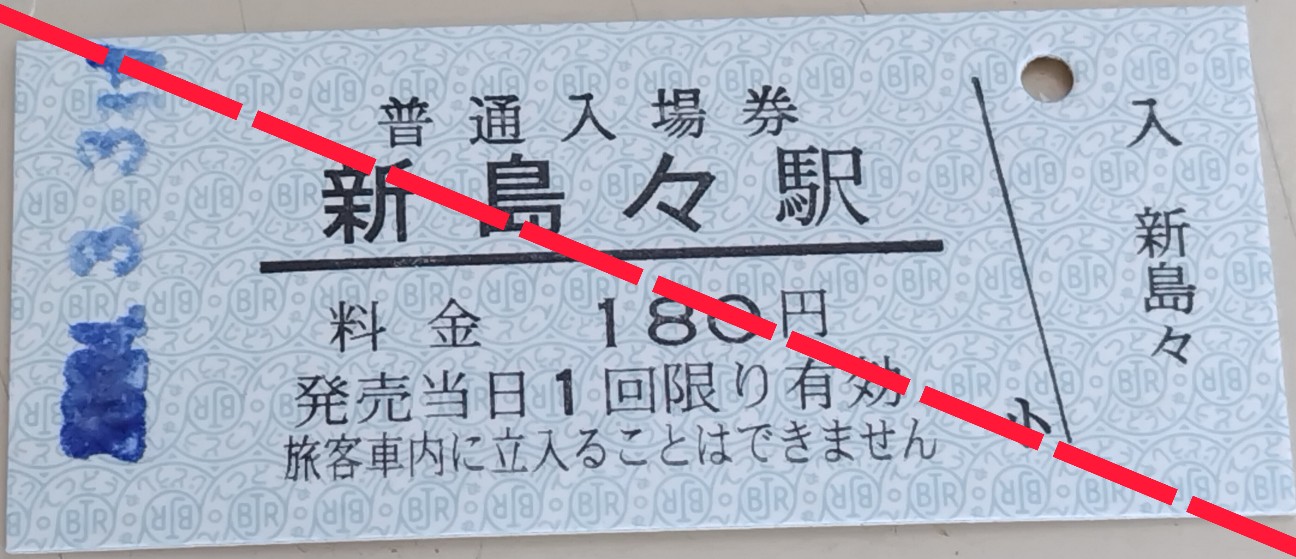 普通入場券
新島々駅
料金 180円
発売当日1回限り有効
旅客車内に立入ることはできません
小
入
新島々